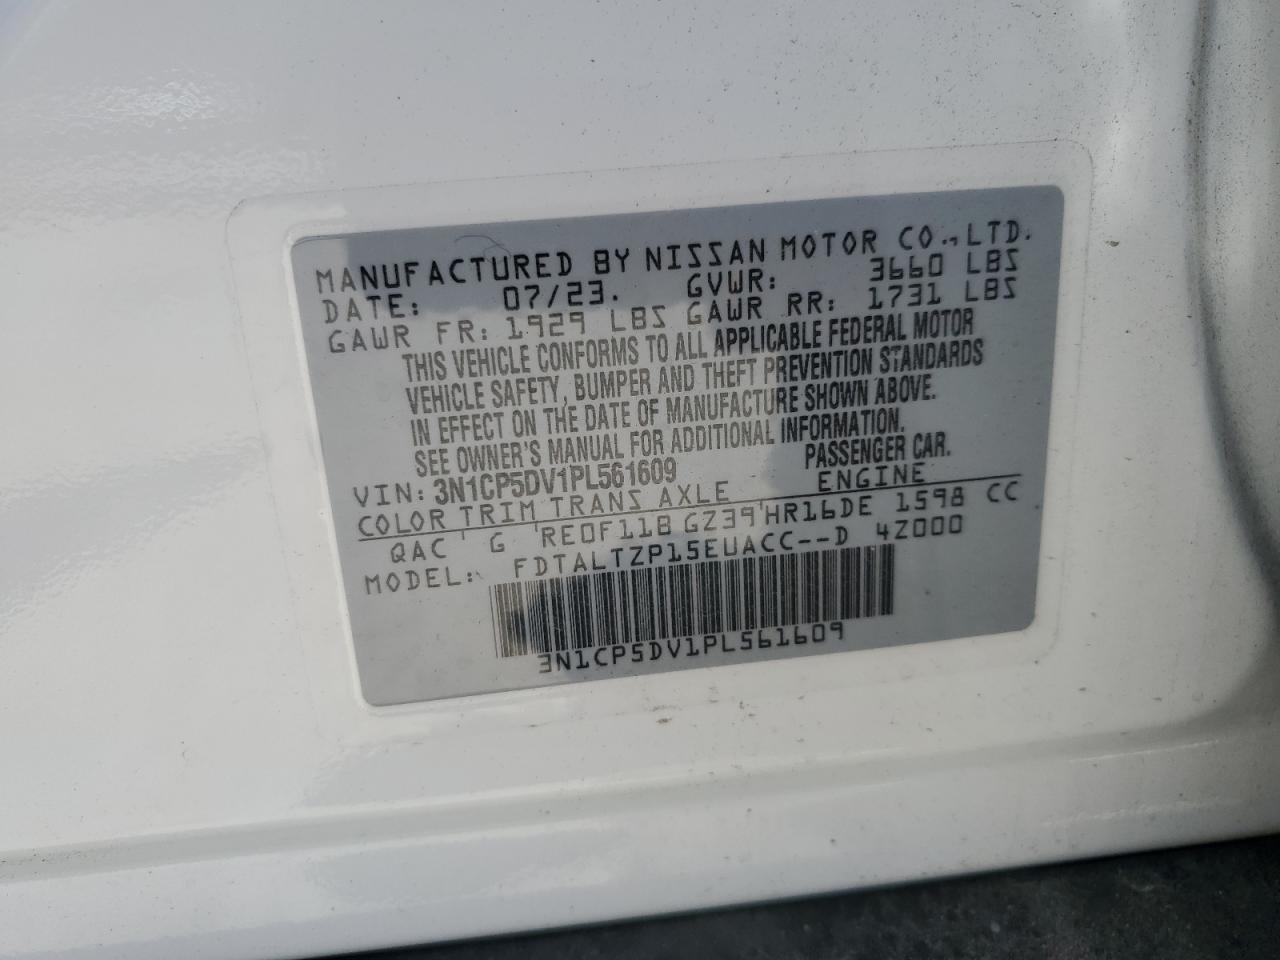 MANUFACTURED BY NISSAN MOTOR CO., LTD.
DATE: 07/23. GVWR: 3660 LBS
GAWR FR: 1929 LBS GAWR RR: 1731 LBS
THIS VEHICLE CONFORMS TO ALL APPLICABLE FEDERAL MOTOR
VEHICLE SAFETY, BUMPER AND THEFT PREVENTION STANDARDS
IN EFFECT ON THE DATE OF MANUFACTURE SHOWN ABOVE.
SEE OWNER'S MANUAL FOR ADDITIONAL INFORMATION.
VIN: 3N1CP5DV1PL561609 PASSENGER CAR.
COLOR TRIM TRANS AXLE ENGINE
QAC G RE0F11B GZ39 HR16DE 1598 CC
MODEL: FDTALTZP15EUACC--D 4Z000
3N1CP5DV1PL561609